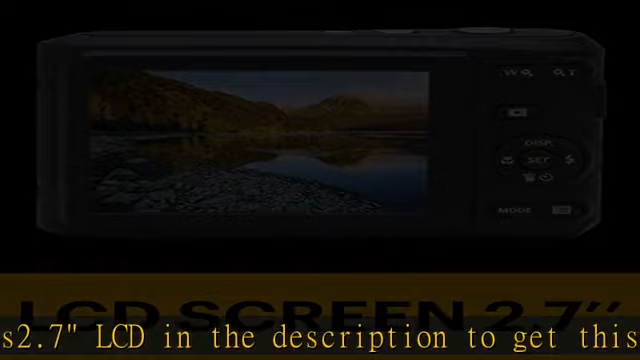 W T
DISP.
SET
MODE
LCD SCREEN 2.7’’
s2.7" LCD in the description to get this